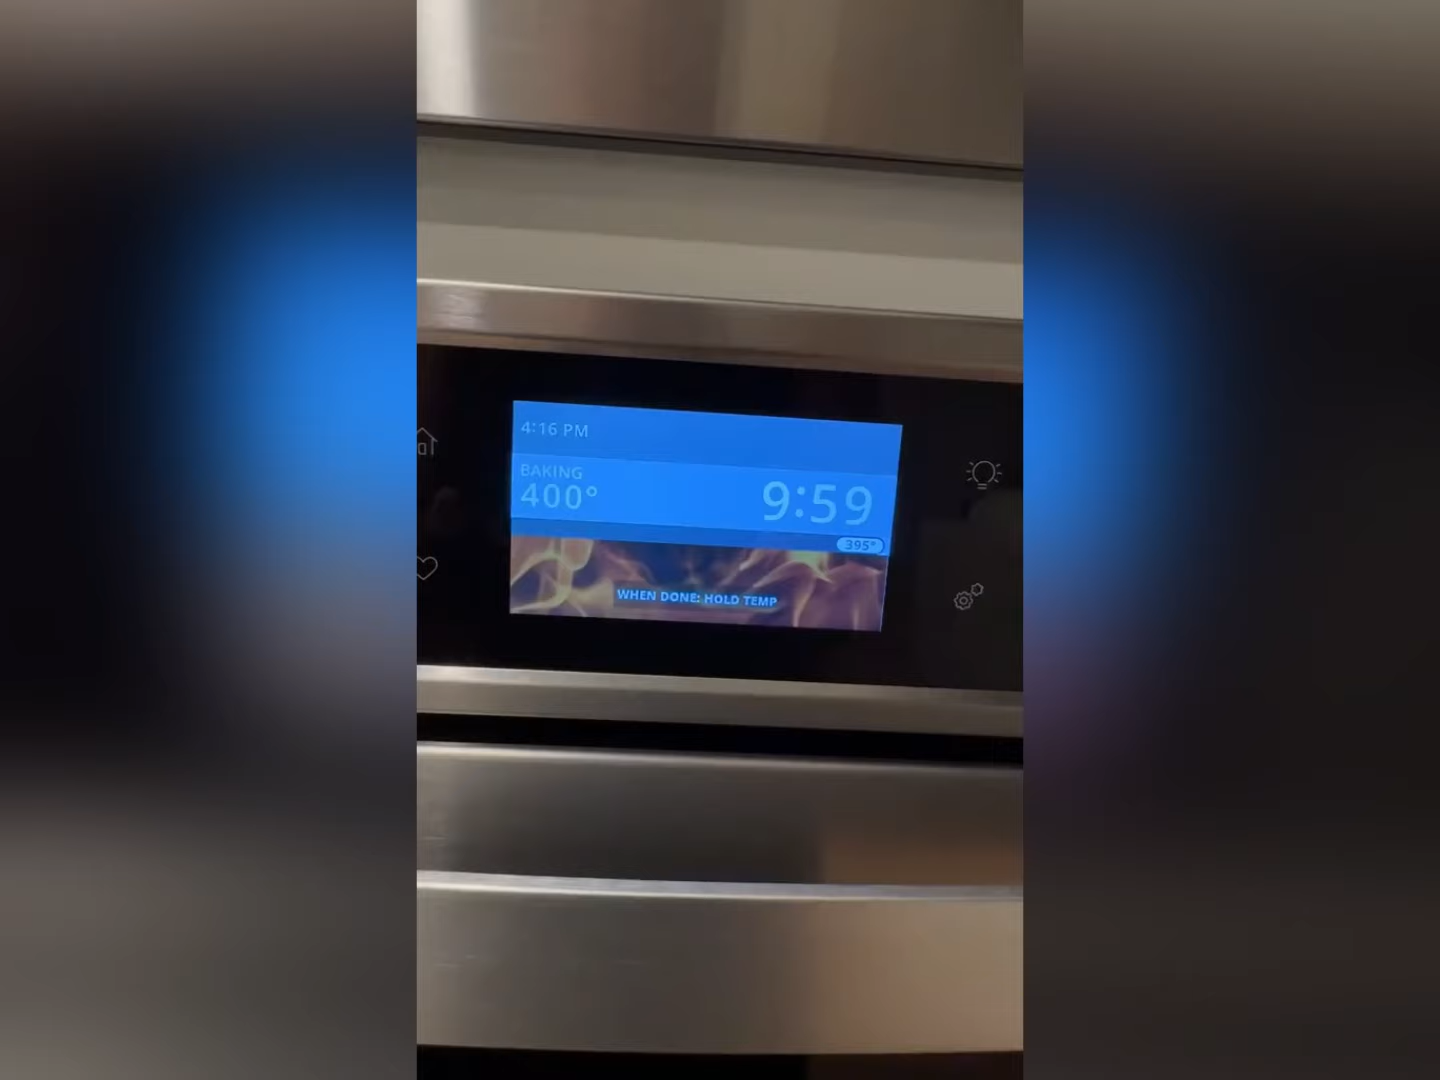 4:16 PM
BAKING
400°
9:59
395°
WHEN DONE: HOLD TEMP